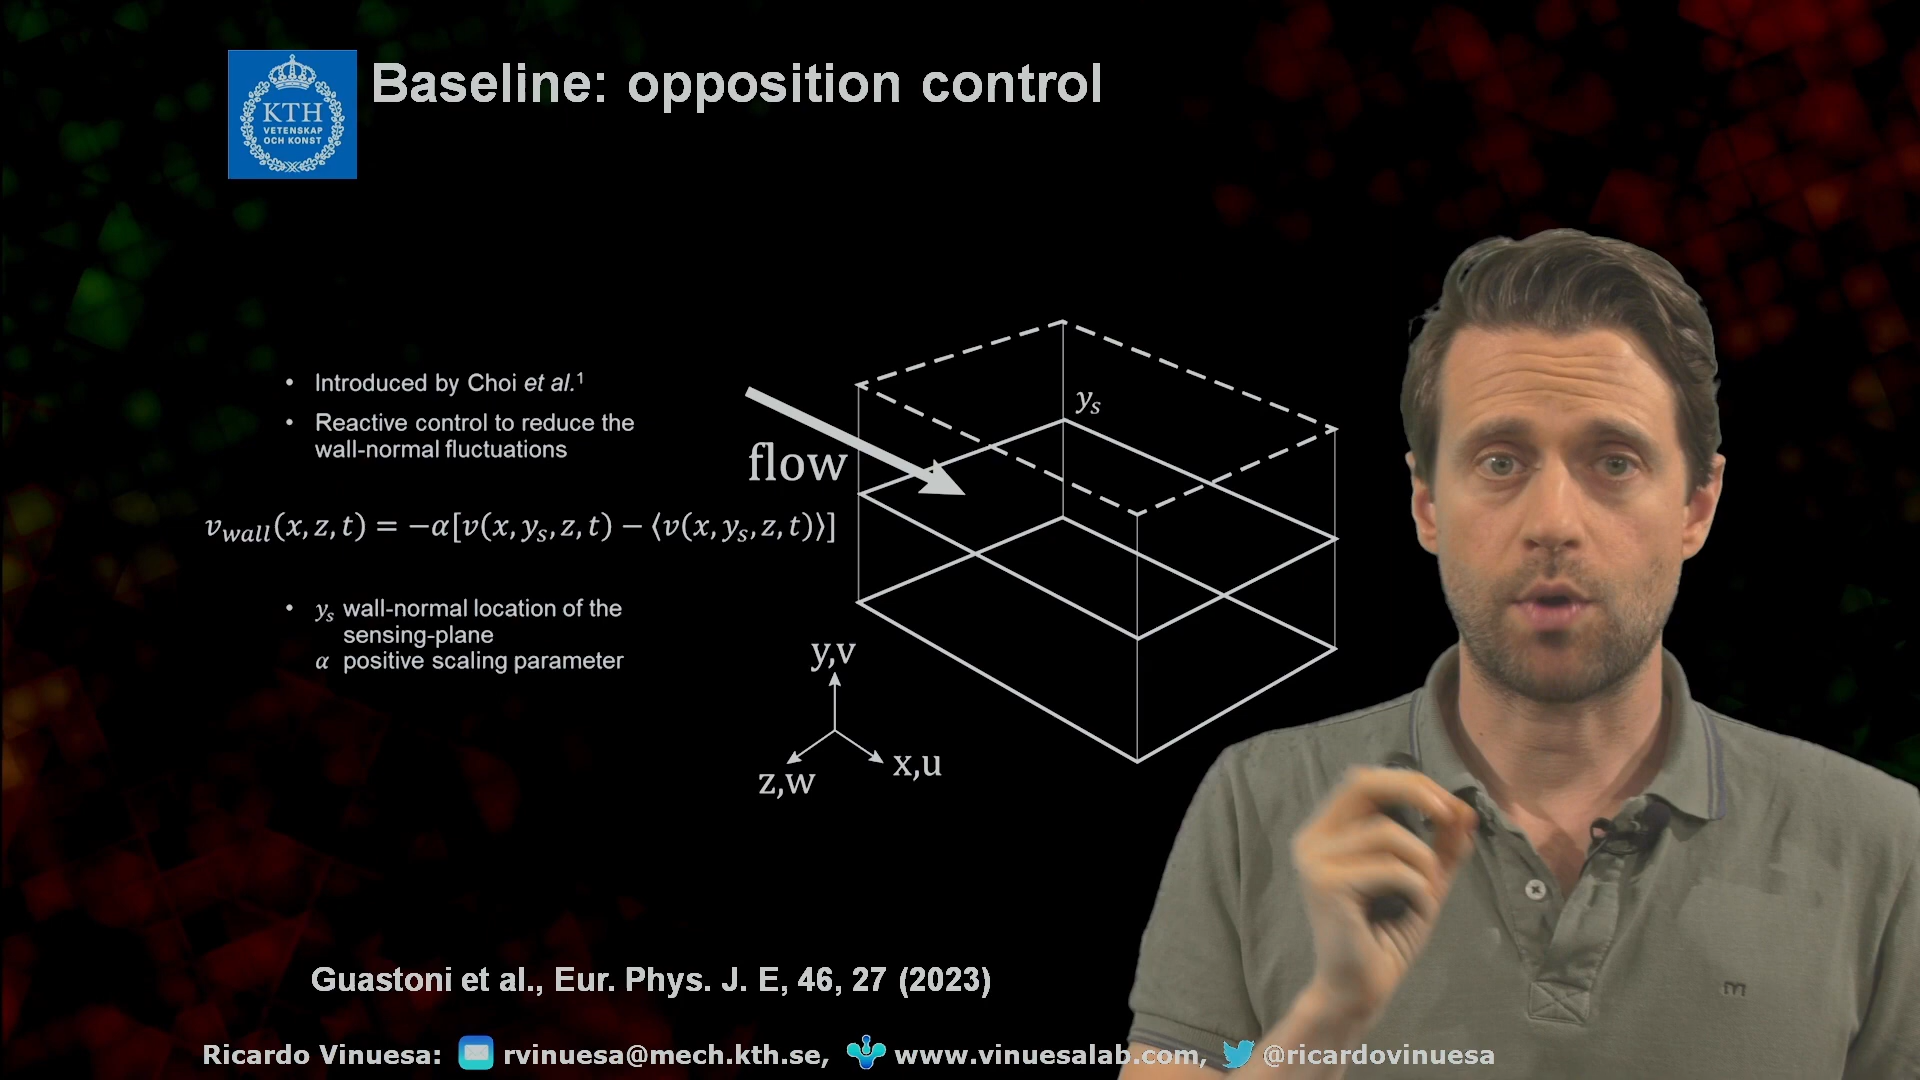 Baseline: opposition control
KTH
VETENSKAP
OCH KONST
• Introduced by Choi et al.¹
• Reactive control to reduce the
wall-normal fluctuations
v_wall(x, z, t) = −α[v(x, y_s, z, t) − ⟨v(x, y_s, z, t)⟩]
• y_s wall-normal location of the
sensing-plane
α positive scaling parameter
y_s
flow
y,v
x,u
z,w
m
Guastoni et al., Eur. Phys. J. E, 46, 27 (2023)
Ricardo Vinuesa: rvinuesa@mech.kth.se, www.vinuesalab.com, @ricardovinuesa